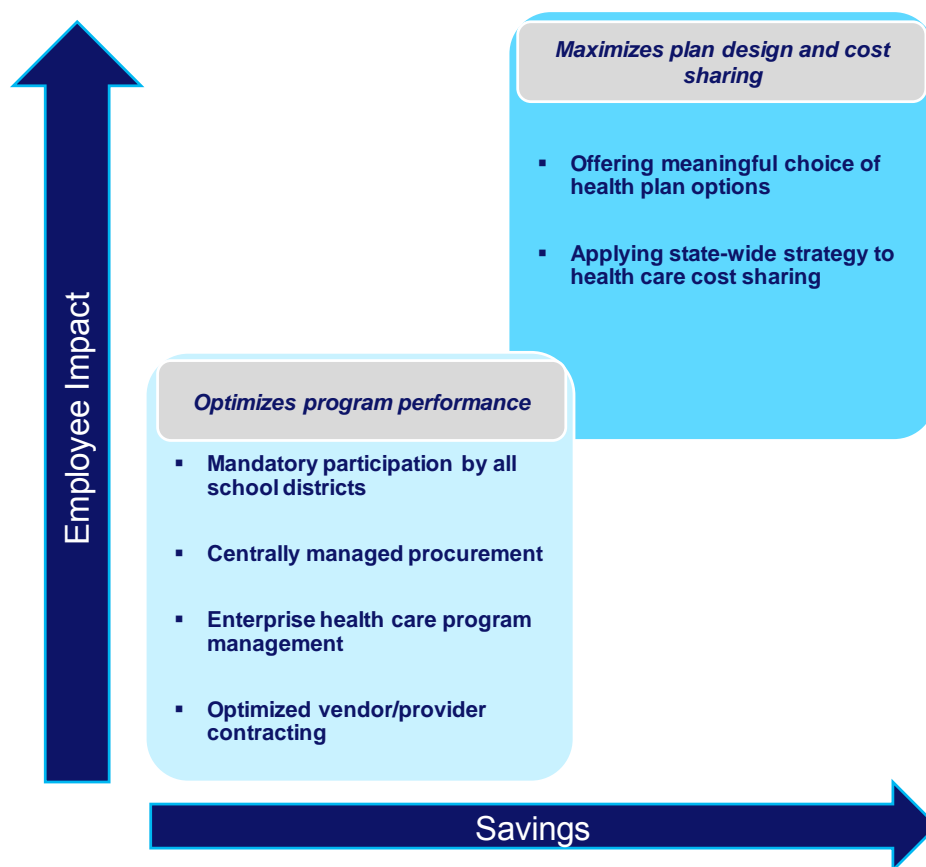 Maximizes plan design and cost
sharing
▪ Offering meaningful choice of
health plan options
▪ Applying state-wide strategy to
health care cost sharing
Employee Impact
Optimizes program performance
▪ Mandatory participation by all
school districts
▪ Centrally managed procurement
▪ Enterprise health care program
management
▪ Optimized vendor/provider
contracting
Savings